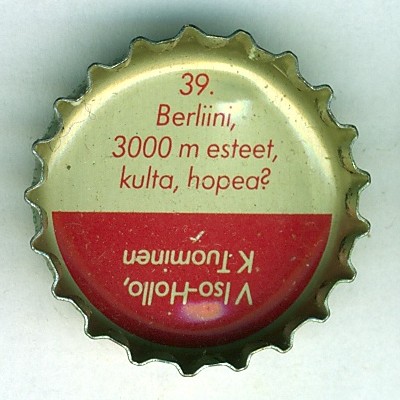 39.
Berliini,
3000 m esteet,
kulta, hopea?
V Iso-Hollo,
K Tuominen